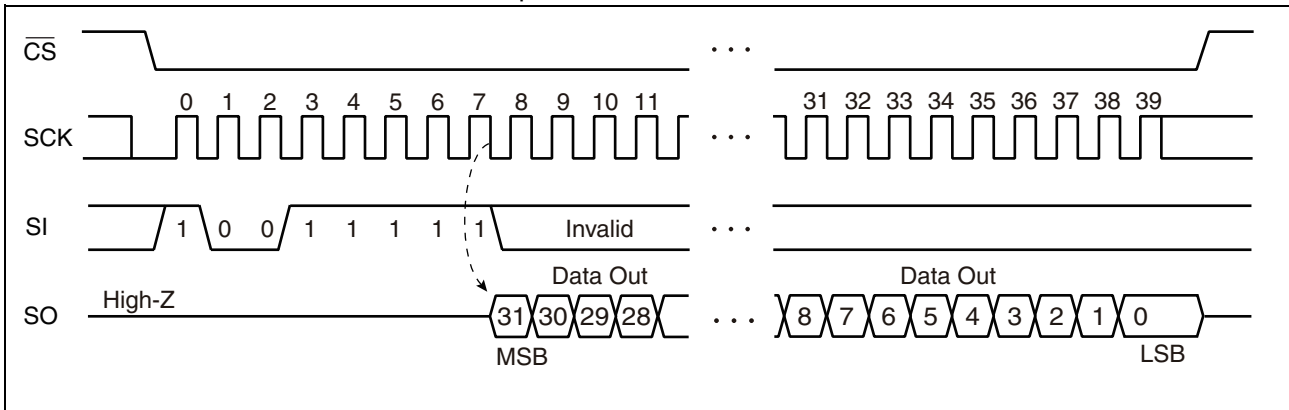 CS
. . .
0 1 2 3 4 5 6 7 8 9 10 11 31 32 33 34 35 36 37 38 39
SCK . . .
SI 1 0 0 1 1 1 1 1 Invalid . . .
Data Out Data Out
High-Z
SO 31 30 29 28 . . . 8 7 6 5 4 3 2 1 0
MSB LSB